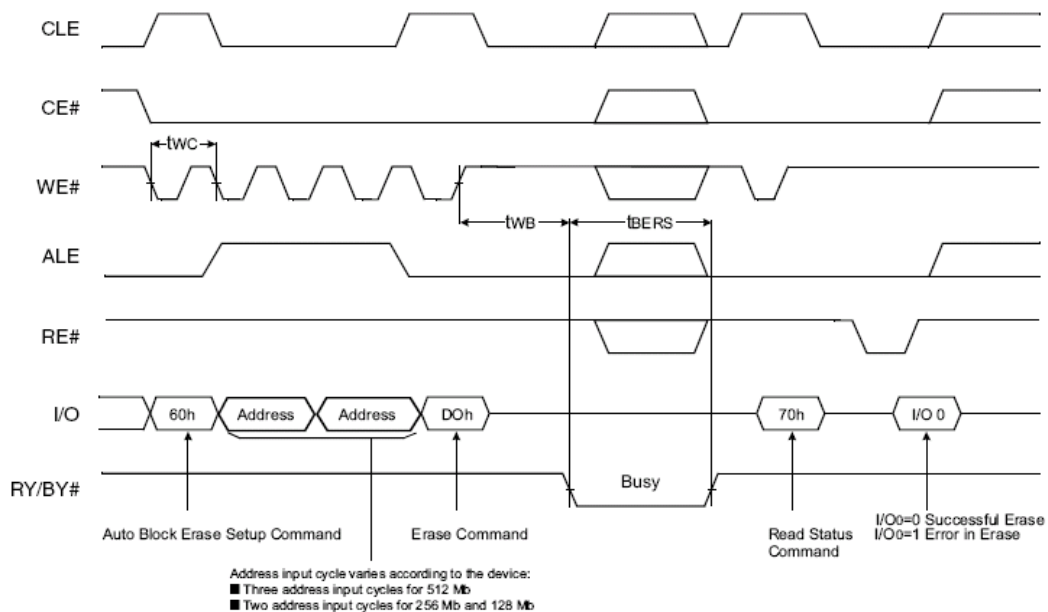 CLE
CE#
tWC
WE#
tWB
tBERS
ALE
RE#
I/O
60h
Address
Address
DOh
70h
I/O 0
RY/BY#
Busy
Auto Block Erase Setup Command
Erase Command
Read Status
Command
I/O0=0 Successful Erase
I/O0=1 Error in Erase
Address input cycle varies according to the device:
■ Three address input cycles for 512 Mb
■ Two address input cycles for 256 Mb and 128 Mb